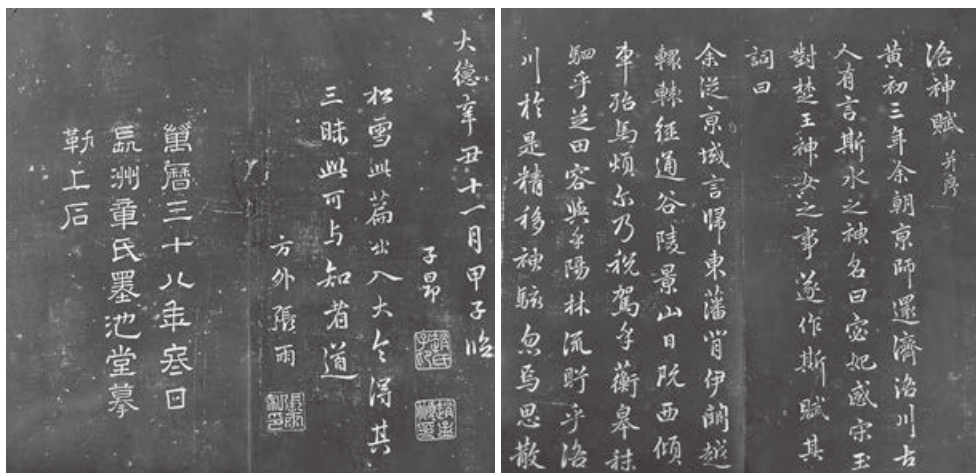 洛神賦 并序
黄初三年余朝京師還濟洛川古
人有言斯水之神名曰宓妃感宋玉
對楚王神女之事遂作斯賦其
詞曰
余從京域言歸東藩背伊闕越
轘轅經通谷陵景山日既西傾
車殆馬煩尔乃税駕乎蘅皋秣
駟乎芝田容與乎陽林流眄乎洛
川於是精移神駭忽焉思散
大德辛丑十一月甲子臨
子昂
松雪此篇出入大令得其
三昧此可与知者道
方外張雨
萬曆三十八年寒日
長洲章氏墨池堂摹
勒上石